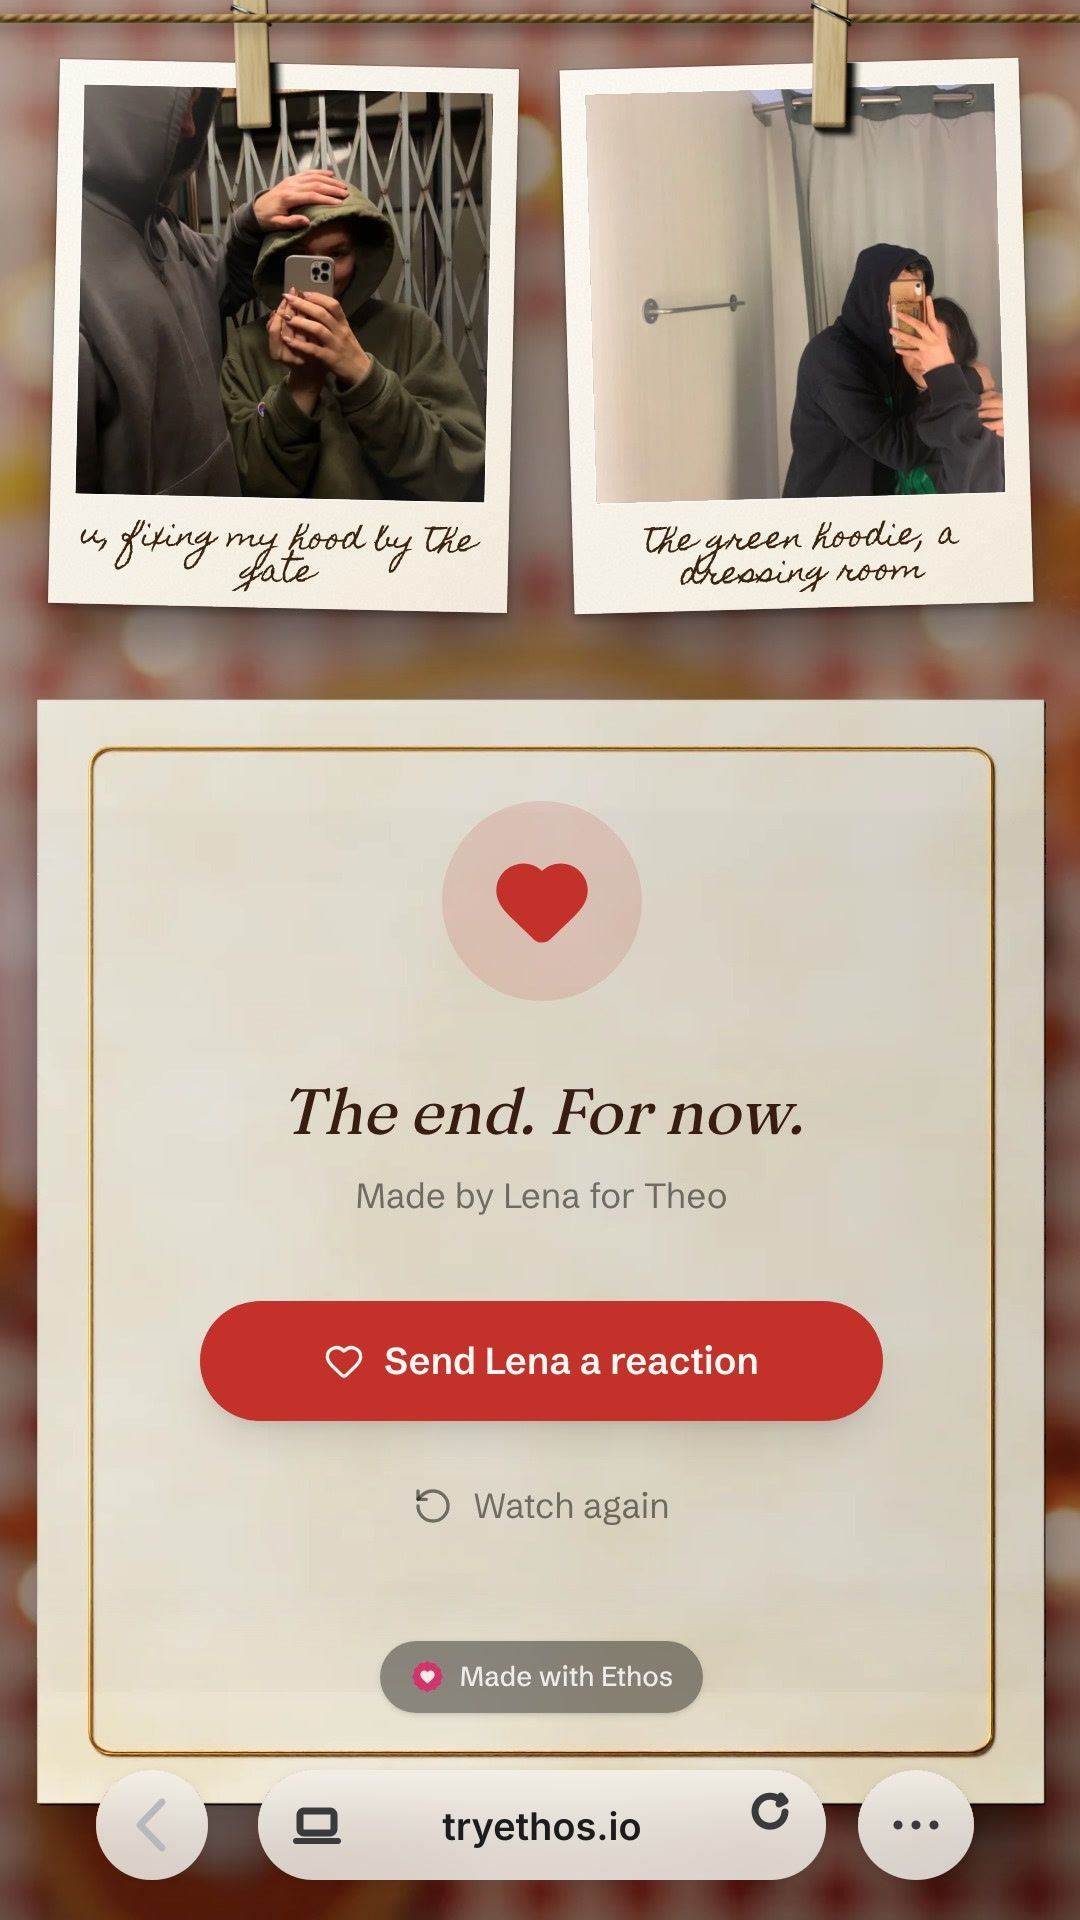 u, fixing my hood by the
gate
the green hoodie, a
dressing room
The end. For now.
Made by Lena for Theo
Send Lena a reaction
Watch again
Made with Ethos
tryethos.io